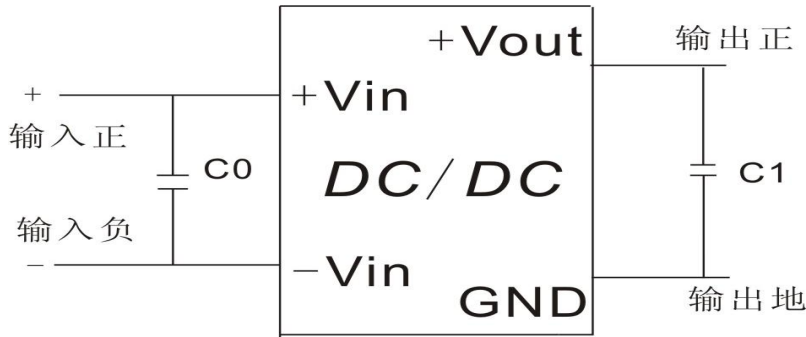 +Vout
输出正
+
+Vin
输入正
C0
DC/DC
C1
输入负
−
−Vin
GND
输出地